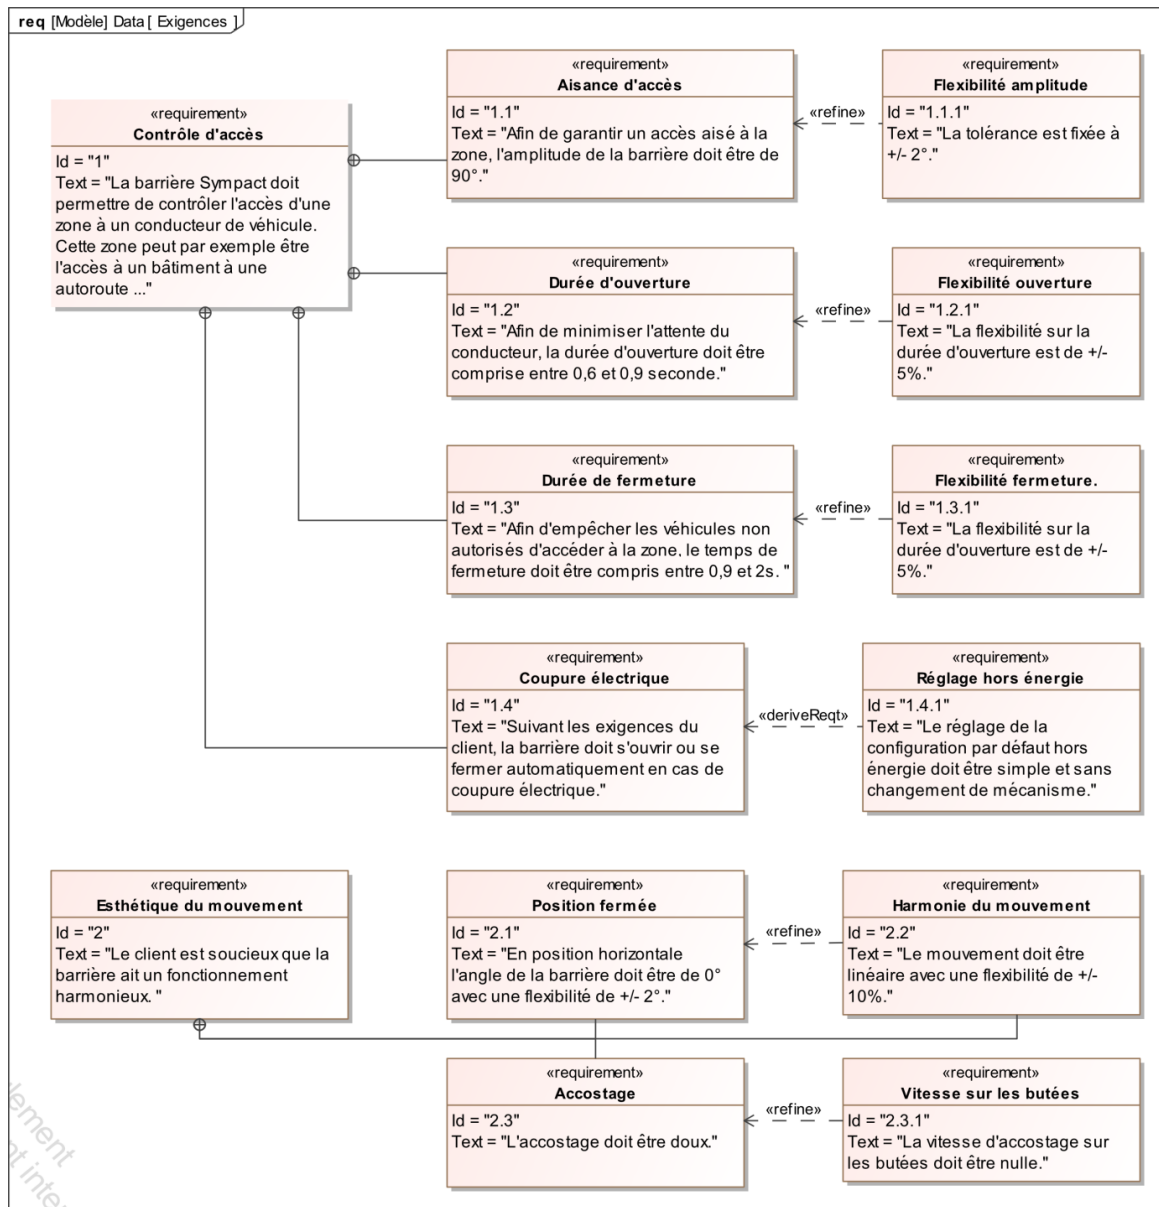 req [Modèle] Data [ Exigences ]
«requirement»
Contrôle d'accès
Id = "1"
Text = "La barrière Sympact doit
permettre de contrôler l'accès d'une
zone à un conducteur de véhicule.
Cette zone peut par exemple être
l'accès à un bâtiment à une
autoroute ..."
«requirement»
Aisance d'accès
Id = "1.1"
Text = "Afin de garantir un accès aisé à la
zone, l'amplitude de la barrière doit être de
90°."
«refine»
«requirement»
Flexibilité amplitude
Id = "1.1.1"
Text = "La tolérance est fixée à
+/- 2°."
«requirement»
Durée d'ouverture
Id = "1.2"
Text = "Afin de minimiser l'attente du
conducteur, la durée d'ouverture doit être
comprise entre 0,6 et 0,9 seconde."
«refine»
«requirement»
Flexibilité ouverture
Id = "1.2.1"
Text = "La flexibilité sur la
durée d'ouverture est de +/-
5%."
«requirement»
Durée de fermeture
Id = "1.3"
Text = "Afin d'empêcher les véhicules non
autorisés d'accéder à la zone, le temps de
fermeture doit être compris entre 0,9 et 2s. "
«refine»
«requirement»
Flexibilité fermeture.
Id = "1.3.1"
Text = "La flexibilité sur la
durée d'ouverture est de +/-
5%."
«requirement»
Coupure électrique
Id = "1.4"
Text = "Suivant les exigences du
client, la barrière doit s'ouvrir ou se
fermer automatiquement en cas de
coupure électrique."
«deriveReqt»
«requirement»
Réglage hors énergie
Id = "1.4.1"
Text = "Le réglage de la
configuration par défaut hors
énergie doit être simple et sans
changement de mécanisme."
«requirement»
Esthétique du mouvement
Id = "2"
Text = "Le client est soucieux que la
barrière ait un fonctionnement
harmonieux. "
«requirement»
Position fermée
Id = "2.1"
Text = "En position horizontale
l'angle de la barrière doit être de 0°
avec une flexibilité de +/- 2°."
«refine»
«requirement»
Harmonie du mouvement
Id = "2.2"
Text = "Le mouvement doit être
linéaire avec une flexibilité de +/-
10%."
«requirement»
Accostage
Id = "2.3"
Text = "L'accostage doit être doux."
«refine»
«requirement»
Vitesse sur les butées
Id = "2.3.1"
Text = "La vitesse d'accostage sur
les butées doit être nulle."